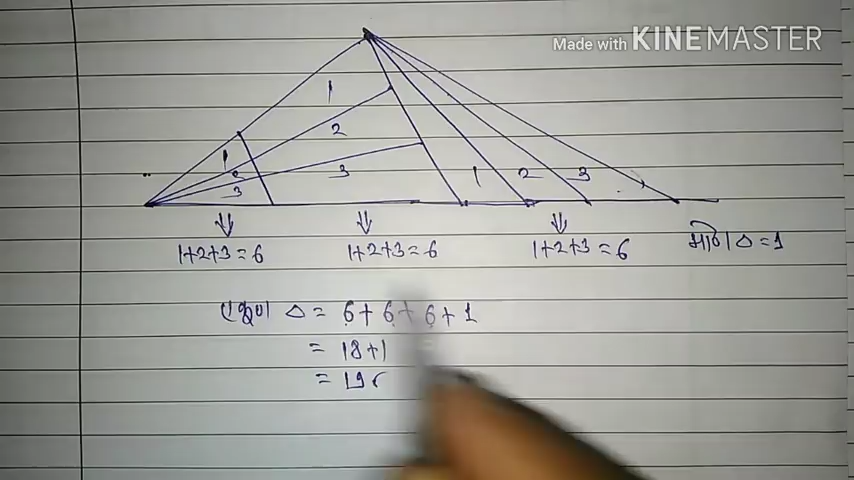 Made with KINEMASTER
1
2
1
2
3
3
1 2 3
1+2+3=6 1+2+3=6 1+2+3=6 मोठा △=1
एकूण △= 6+6+6+1
= 18+1
= 19